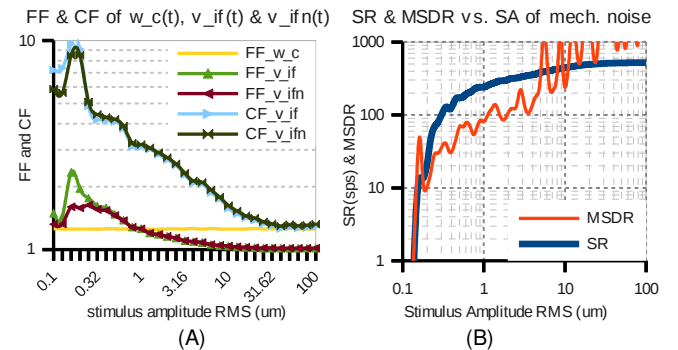 FF & CF of w_c(t), v_if(t) & v_ifn(t)
10
FF and CF
1
FF_w_c
FF_v_if
FF_v_ifn
CF_v_if
CF_v_ifn
0.1
0.32
1
3.16
10
31.62
100
stimulus amplitude RMS (um)
(A)
SR & MSDR vs. SA of mech. noise
1000
100
10
1
SR(sps) & MSDR
MSDR
SR
0.1
1
10
100
Stimulus Amplitude RMS (um)
(B)